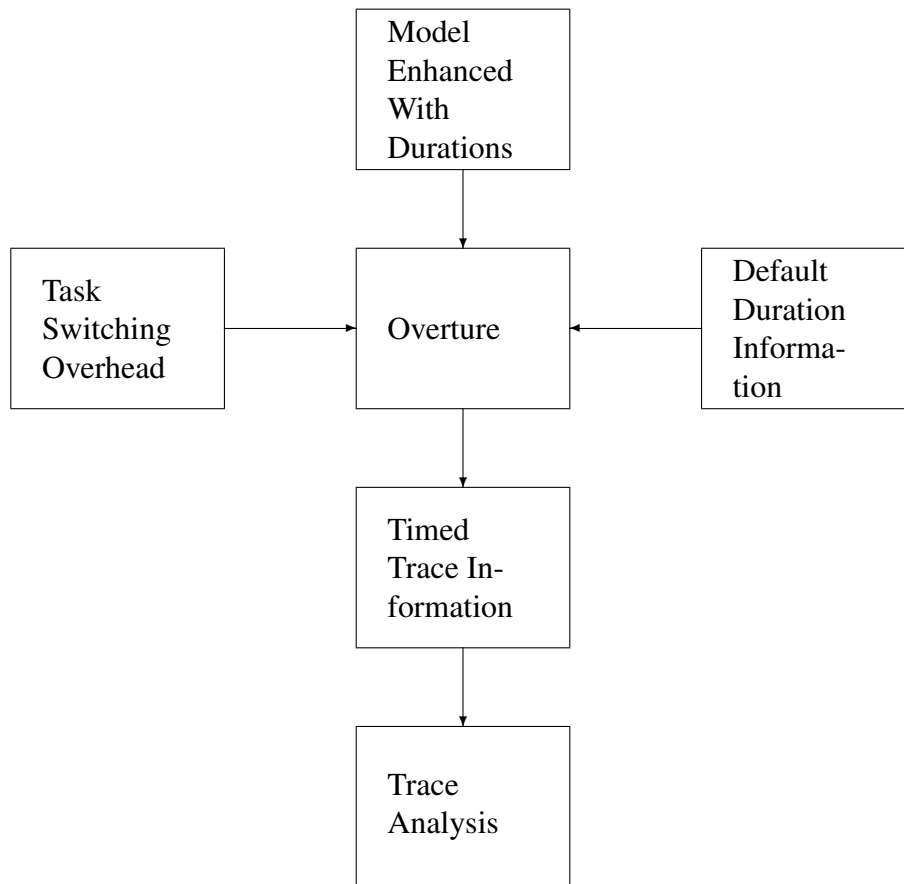 Model
Enhanced
With
Durations
Task
Switching
Overhead
Overture
Default
Duration
Informa-
tion
Timed
Trace In-
formation
Trace
Analysis